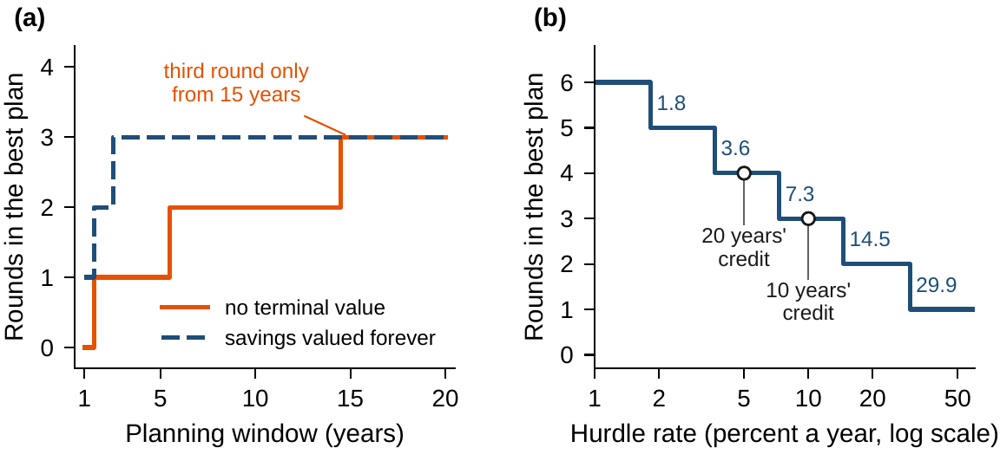 (a)
Rounds in the best plan
4
3
2
1
0
third round only
from 15 years
no terminal value
savings valued forever
1
5
10
15
20
Planning window (years)
(b)
Rounds in the best plan
6
5
4
3
2
1
0
1.8
3.6
7.3
14.5
29.9
20 years'
credit
10 years'
credit
1
2
5
10
20
50
Hurdle rate (percent a year, log scale)